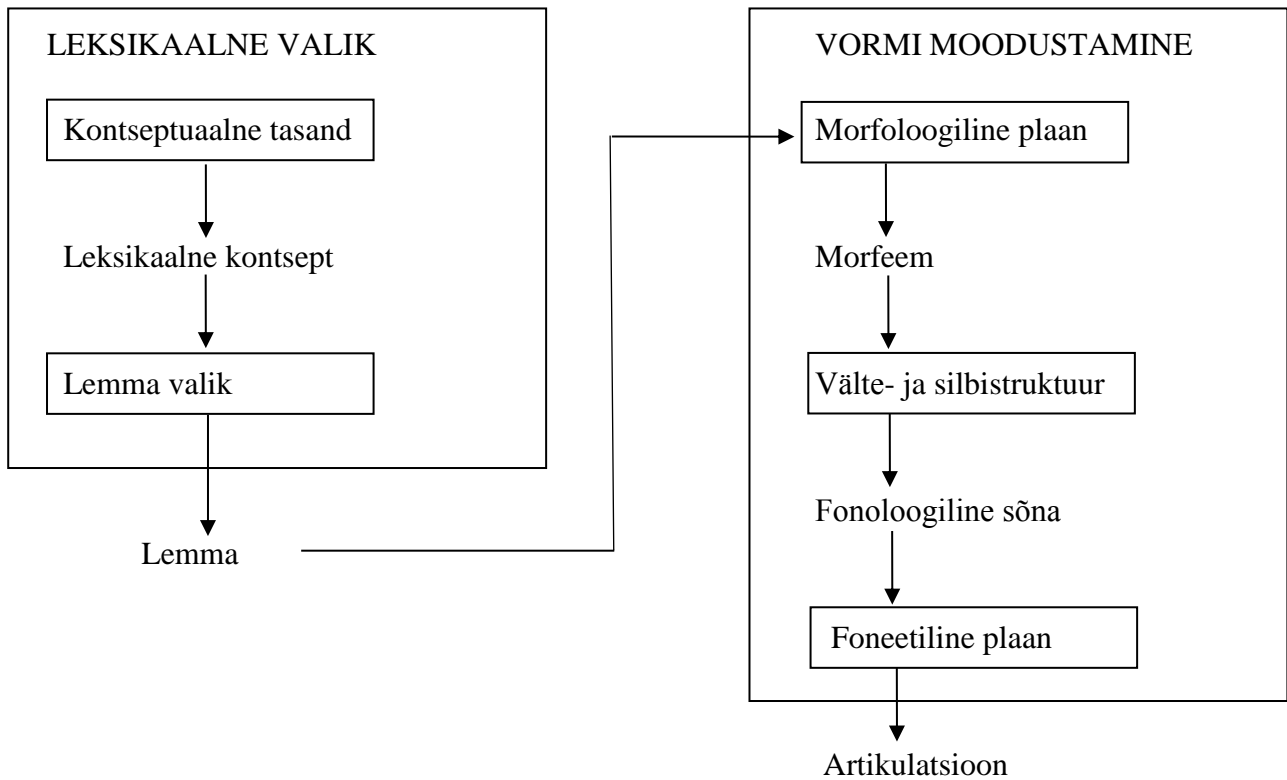 LEKSIKAALNE VALIK
Kontseptuaalne tasand
Leksikaalne kontsept
Lemma valik
Lemma
VORMI MOODUSTAMINE
Morfoloogiline plaan
Morfeem
Välte- ja silbistruktuur
Fonoloogiline sõna
Foneetiline plaan
Artikulatsioon